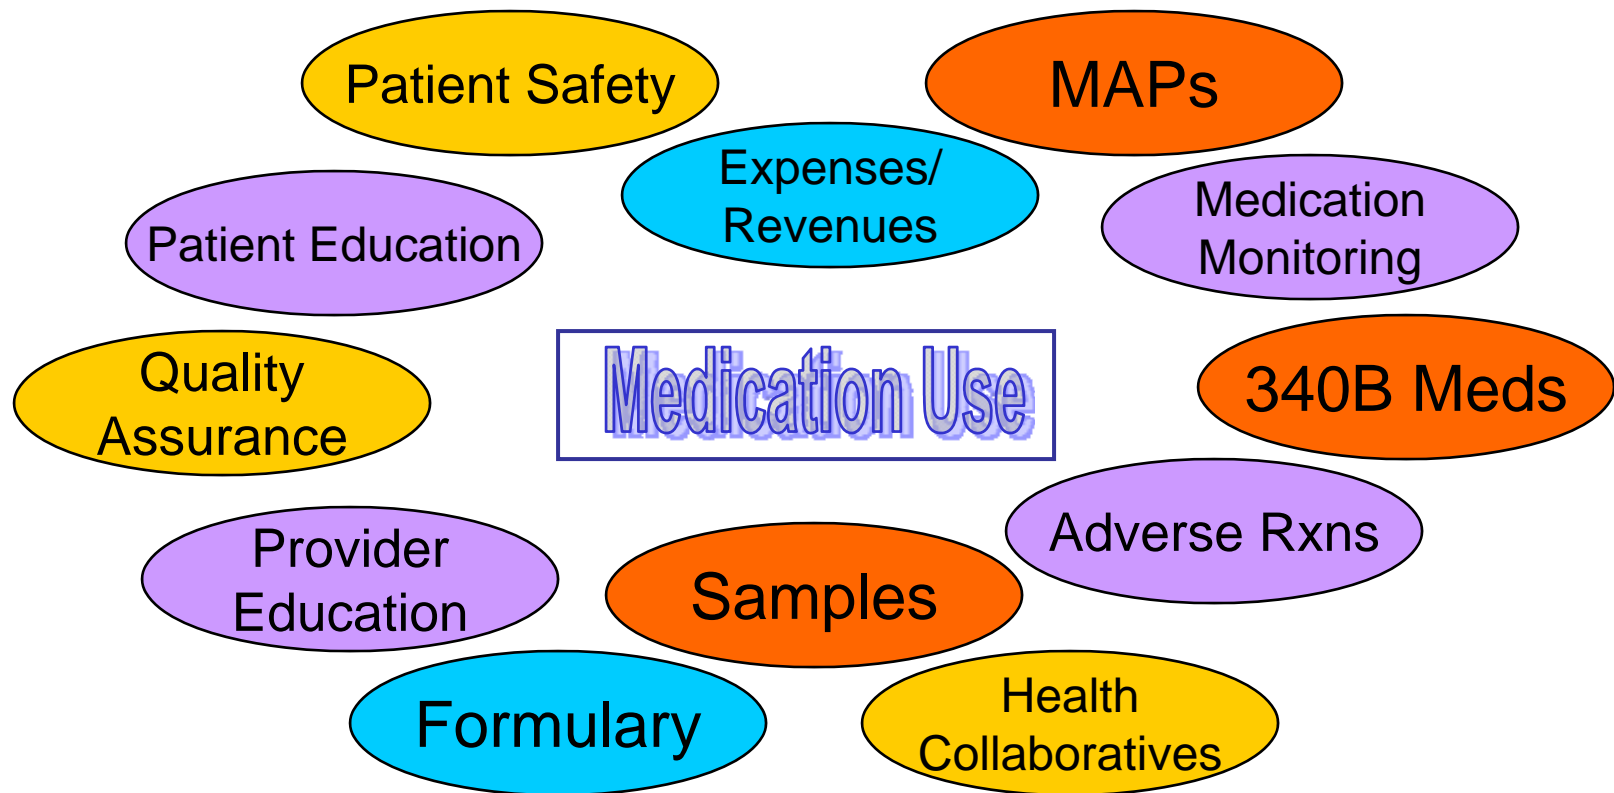 Patient Safety
MAPs
Expenses/
Revenues
Medication
Monitoring
Patient Education
Quality
Assurance
Medication Use
340B Meds
Adverse Rxns
Provider
Education
Samples
Formulary
Health
Collaboratives